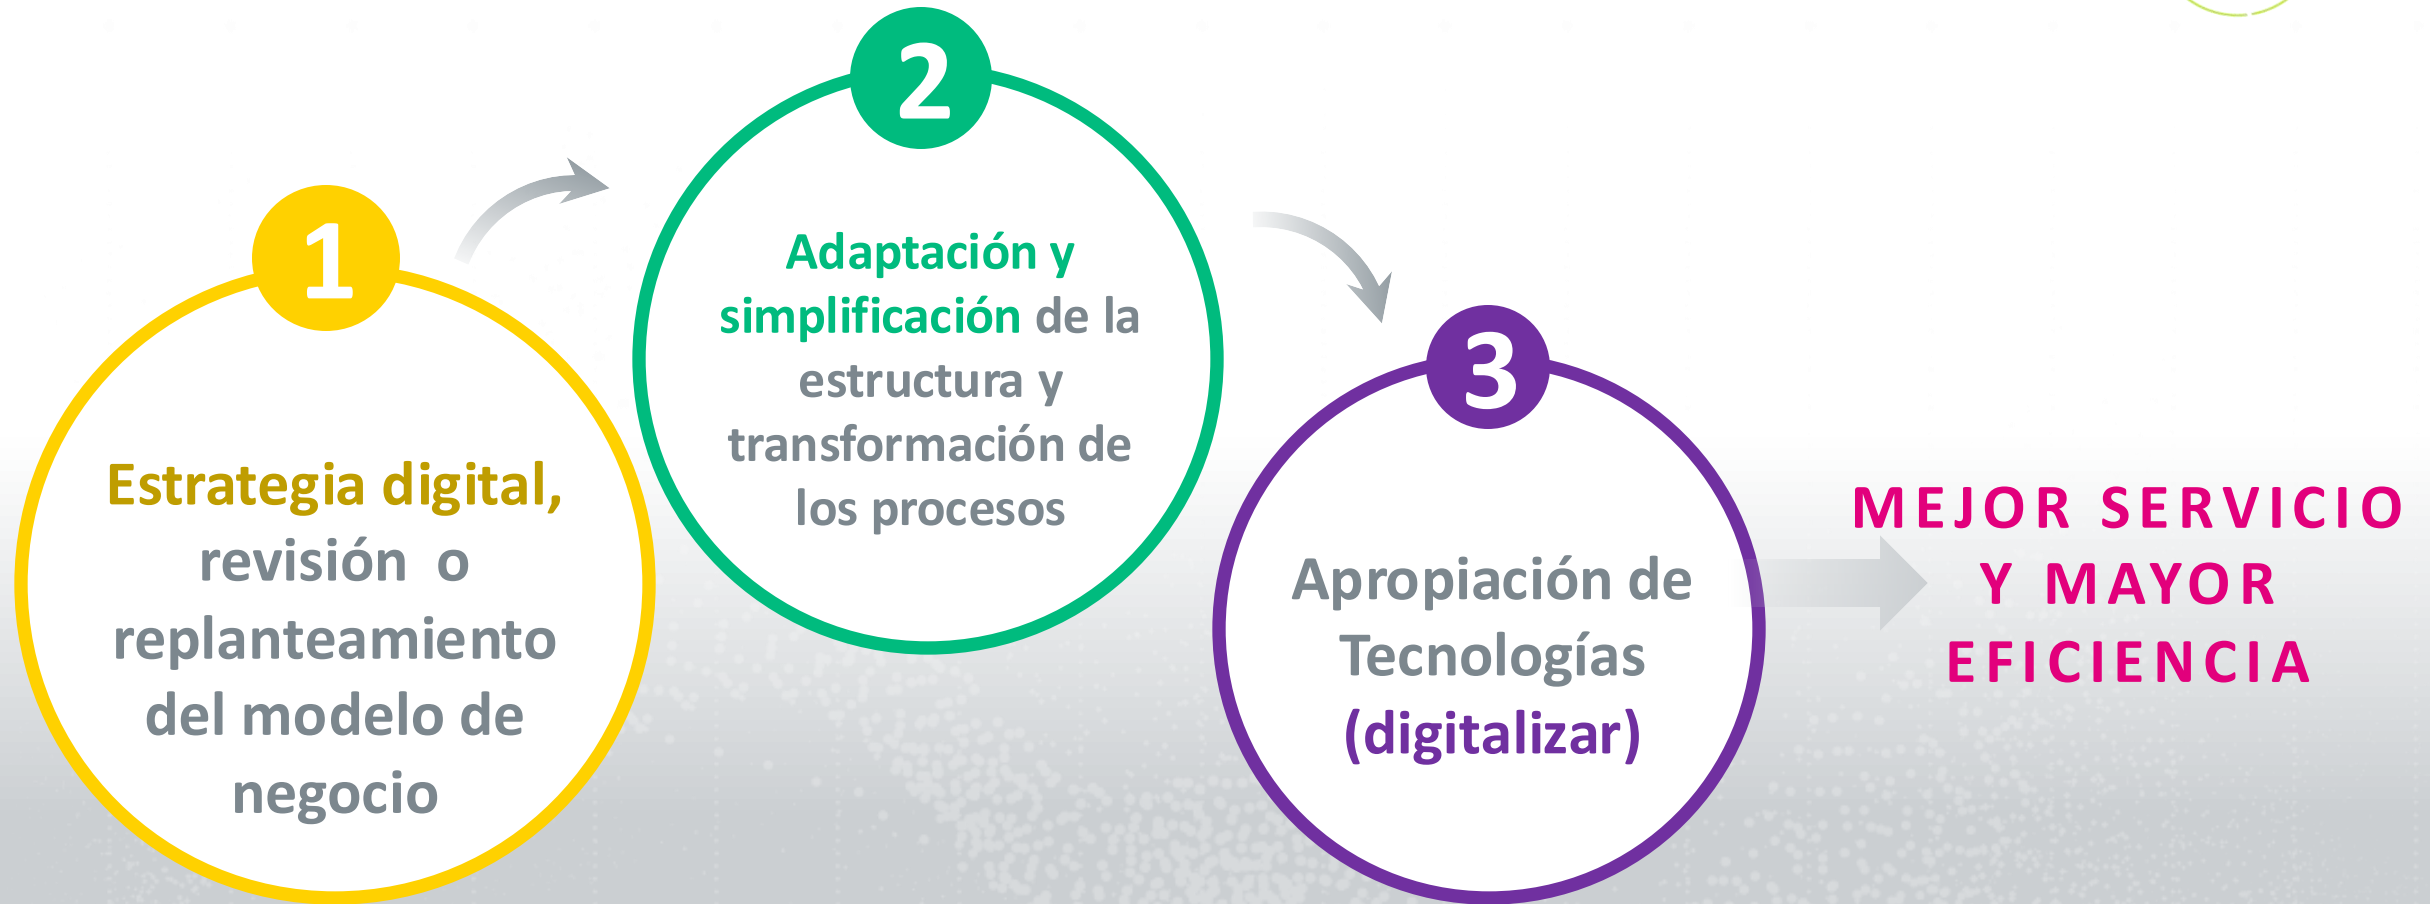 1
Estrategia digital,
revisión o
replanteamiento
del modelo de
negocio
2
Adaptación y
simplificación de la
estructura y
transformación de
los procesos
3
Apropiación de
Tecnologías
(digitalizar)
MEJOR SERVICIO
Y MAYOR
EFICIENCIA